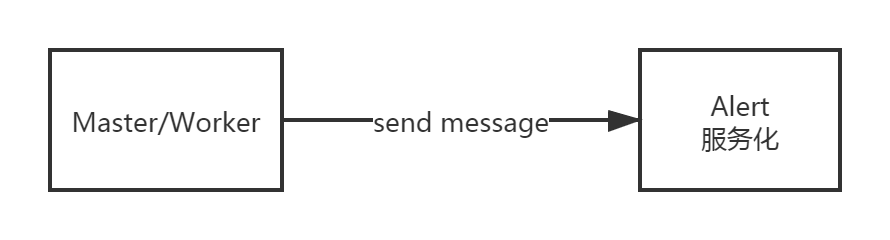 Master/Worker
send message
Alert
服务化